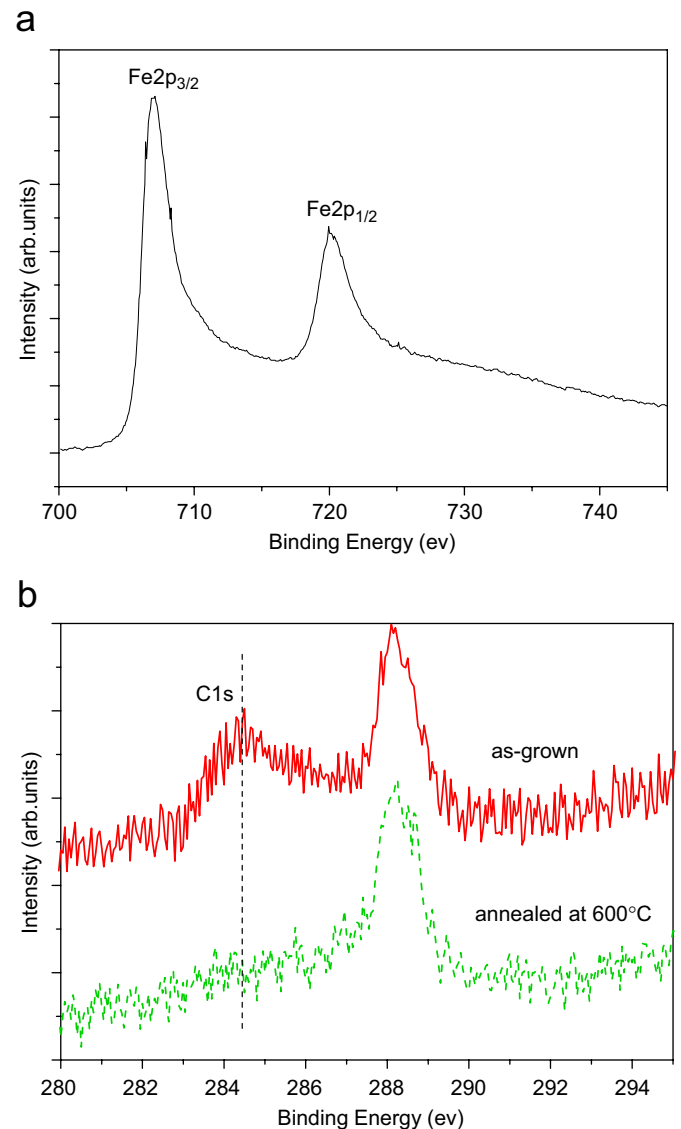 a
Fe2p3/2
Fe2p1/2
Intensity (arb.units)
700 710 720 730 740
Binding Energy (ev)
b
C1s
as-grown
annealed at 600°C
Intensity (arb.units)
280 282 284 286 288 290 292 294
Binding Energy (ev)